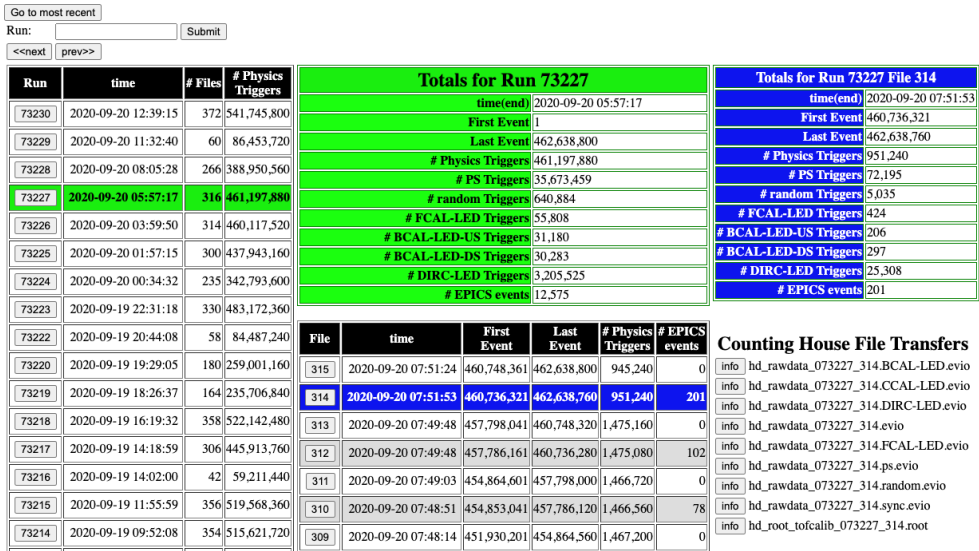 Go to most recent
Run: Submit
<<next prev>>
Run time # Files # Physics Triggers
73230 2020-09-20 12:39:15 372 541,745,800
73229 2020-09-20 11:32:40 60 86,453,720
73228 2020-09-20 08:05:28 266 388,950,560
73227 2020-09-20 05:57:17 316 461,197,880
73226 2020-09-20 03:59:50 314 460,117,520
73225 2020-09-20 01:57:15 300 437,943,160
73224 2020-09-20 00:34:32 235 342,793,600
73223 2020-09-19 22:31:18 330 483,172,360
73222 2020-09-19 20:44:08 58 84,487,240
73220 2020-09-19 19:29:05 180 259,001,160
73219 2020-09-19 18:26:37 164 235,706,840
73218 2020-09-19 16:19:32 358 522,142,480
73217 2020-09-19 14:18:59 306 445,913,760
73216 2020-09-19 14:02:00 42 59,211,440
73215 2020-09-19 11:55:59 356 519,568,360
73214 2020-09-19 09:52:08 354 515,621,720
Totals for Run 73227
time(end) 2020-09-20 05:57:17
First Event 1
Last Event 462,638,800
# Physics Triggers 461,197,880
# PS Triggers 35,673,459
# random Triggers 640,884
# FCAL-LED Triggers 55,808
# BCAL-LED-US Triggers 31,180
# BCAL-LED-DS Triggers 30,283
# DIRC-LED Triggers 3,205,525
# EPICS events 12,575
File time First Event Last Event # Physics Triggers # EPICS events
315 2020-09-20 07:51:24 460,748,361 462,638,800 945,240 0
314 2020-09-20 07:51:53 460,736,321 462,638,760 951,240 201
313 2020-09-20 07:49:48 457,798,041 460,748,320 1,475,160 0
312 2020-09-20 07:49:48 457,786,161 460,736,280 1,475,080 102
311 2020-09-20 07:49:03 454,864,601 457,798,000 1,466,720 0
310 2020-09-20 07:48:51 454,853,041 457,786,120 1,466,560 78
309 2020-09-20 07:48:14 451,930,201 454,864,560 1,467,200 0
Totals for Run 73227 File 314
time(end) 2020-09-20 07:51:53
First Event 460,736,321
Last Event 462,638,760
# Physics Triggers 951,240
# PS Triggers 72,195
# random Triggers 5,035
# FCAL-LED Triggers 424
# BCAL-LED-US Triggers 206
# BCAL-LED-DS Triggers 297
# DIRC-LED Triggers 25,308
# EPICS events 201
Counting House File Transfers
info hd_rawdata_073227_314.BCAL-LED.evio
info hd_rawdata_073227_314.CCAL-LED.evio
info hd_rawdata_073227_314.DIRC-LED.evio
info hd_rawdata_073227_314.evio
info hd_rawdata_073227_314.FCAL-LED.evio
info hd_rawdata_073227_314.ps.evio
info hd_rawdata_073227_314.random.evio
info hd_rawdata_073227_314.sync.evio
info hd_root_tofcalib_073227_314.root